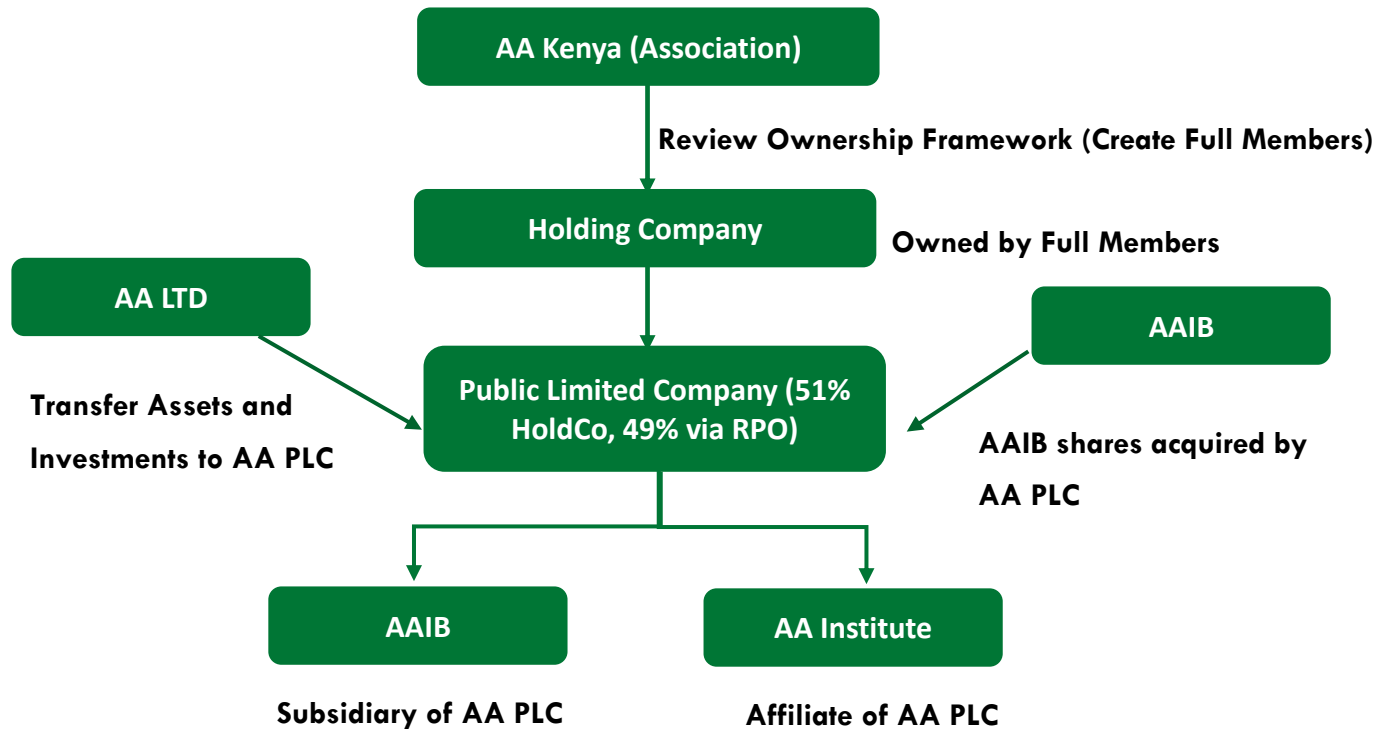 AA Kenya (Association)
Review Ownership Framework (Create Full Members)
Holding Company
Owned by Full Members
AA LTD
AAIB
Public Limited Company (51%
HoldCo, 49% via RPO)
Transfer Assets and
Investments to AA PLC
AAIB shares acquired by
AA PLC
AAIB
AA Institute
Subsidiary of AA PLC
Affiliate of AA PLC